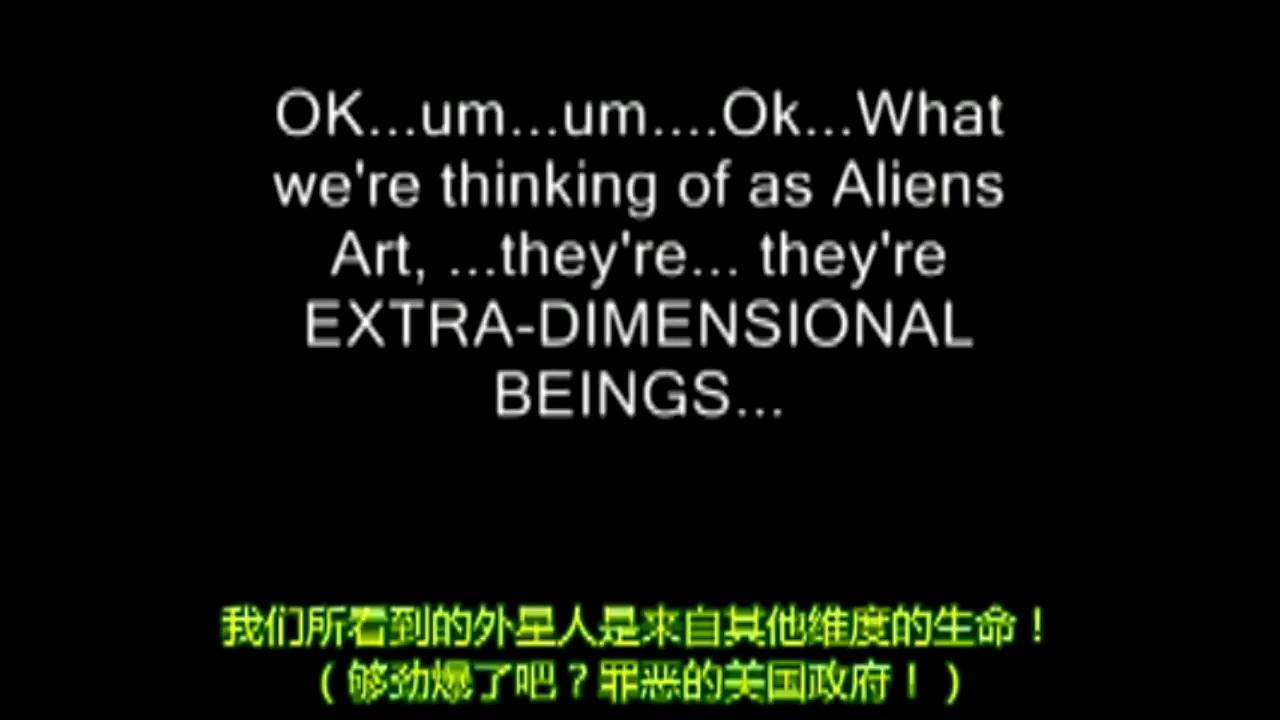 OK...um...um....Ok...What
we're thinking of as Aliens
Art, ...they're... they're
EXTRA-DIMENSIONAL
BEINGS...
我们所看到的外星人是来自其他维度的生命！
（够劲爆了吧？罪恶的美国政府！）